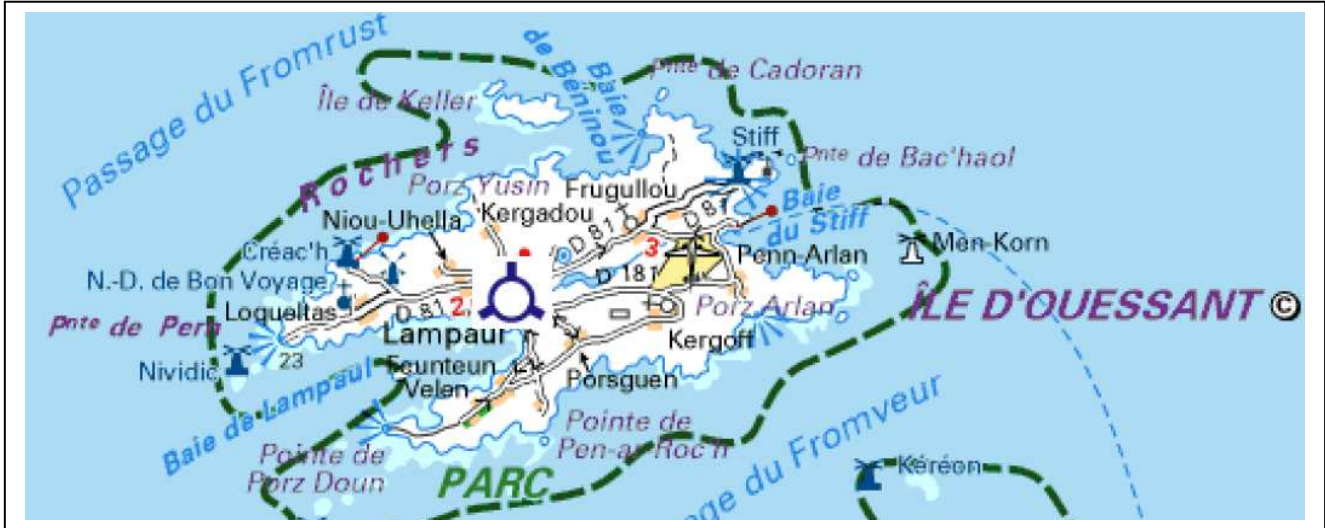 Passage du Fromrust
Île de Keller
Baie
de Béninou
Pnte de Cadoran
Stiff
Pnte de Bac'haol
Rochers
Porz Yusin
Frugullou
Niou-Uhella
Kergadou
D 81
D 81
Baie
du Stiff
Créac'h
3
Men-Korn
N.-D. de Bon Voyage
D 181
Penn-Arlan
Loqueltas
D 81
2
Porz Arlan
ÎLE D'OUESSANT ©
Pnte de Pern
Lampaul
Kergoff
Nividic
23
Feunteun
Velen
Porsguen
Baie de Lampaul
Pointe de
Pen-ar-Roc'h
Pointe de
Porz Doun
PARC
age du Fromveur
Kéréon